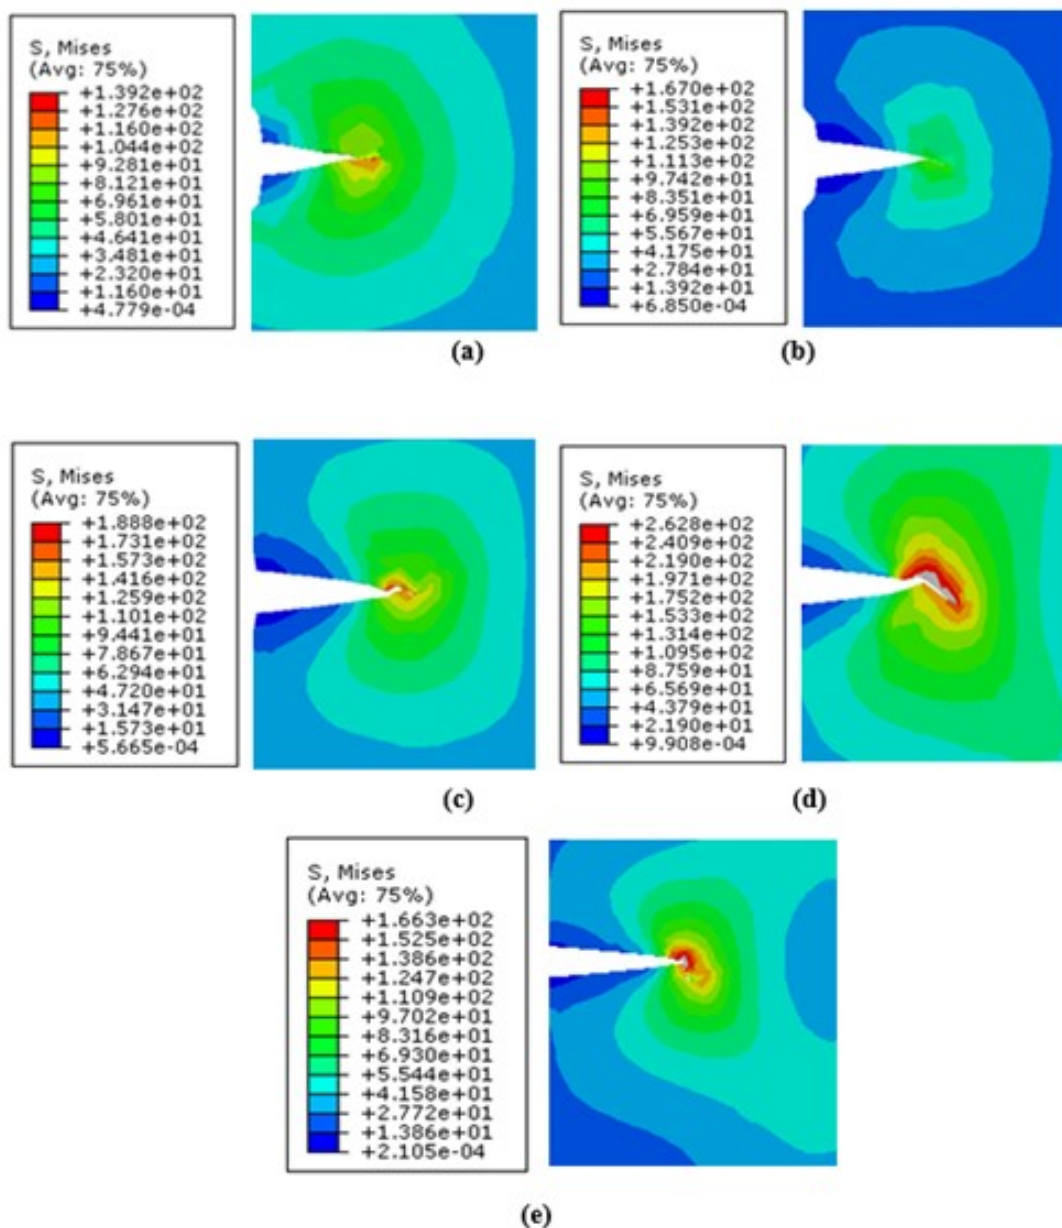 S, Mises
(Avg: 75%)
+1.392e+02
+1.276e+02
+1.160e+02
+1.044e+02
+9.281e+01
+8.121e+01
+6.961e+01
+5.801e+01
+4.641e+01
+3.481e+01
+2.320e+01
+1.160e+01
+4.779e-04
(a)
S, Mises
(Avg: 75%)
+1.670e+02
+1.531e+02
+1.392e+02
+1.253e+02
+1.113e+02
+9.742e+01
+8.351e+01
+6.959e+01
+5.567e+01
+4.175e+01
+2.784e+01
+1.392e+01
+6.850e-04
(b)
S, Mises
(Avg: 75%)
+1.888e+02
+1.731e+02
+1.573e+02
+1.416e+02
+1.259e+02
+1.101e+02
+9.441e+01
+7.867e+01
+6.294e+01
+4.720e+01
+3.147e+01
+1.573e+01
+5.665e-04
(c)
S, Mises
(Avg: 75%)
+2.628e+02
+2.409e+02
+2.190e+02
+1.971e+02
+1.752e+02
+1.533e+02
+1.314e+02
+1.095e+02
+8.759e+01
+6.569e+01
+4.379e+01
+2.190e+01
+9.908e-04
(d)
S, Mises
(Avg: 75%)
+1.663e+02
+1.525e+02
+1.386e+02
+1.247e+02
+1.109e+02
+9.702e+01
+8.316e+01
+6.930e+01
+5.544e+01
+4.158e+01
+2.772e+01
+1.386e+01
+2.105e-04
(e)